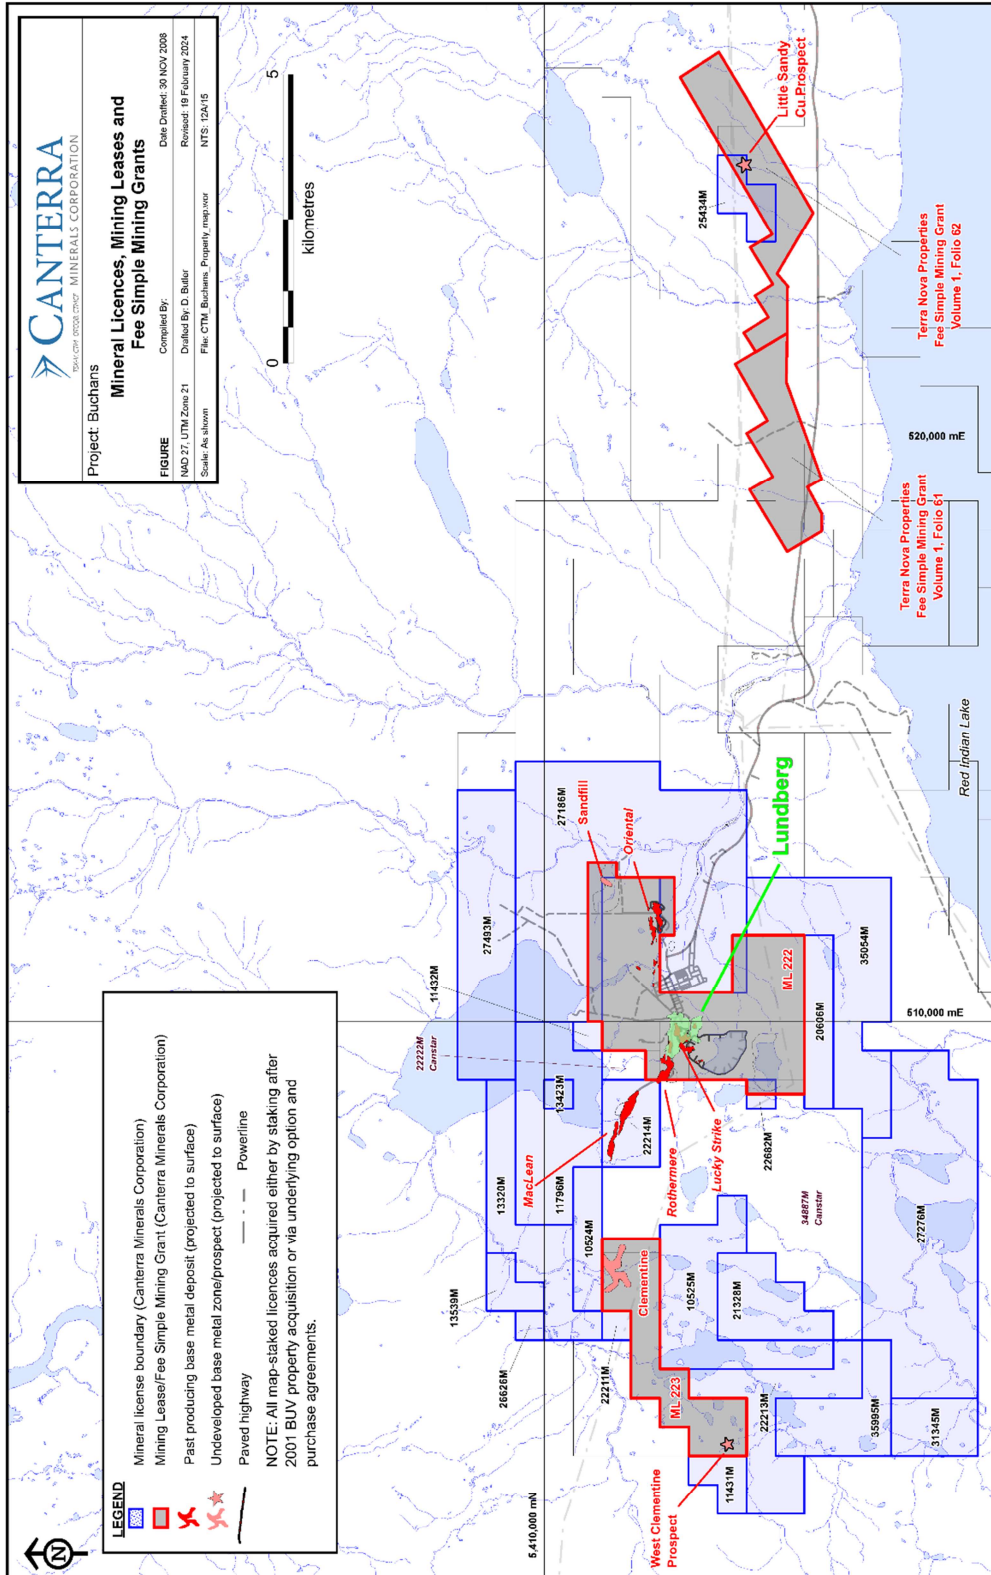 CANTERRA
MINERALS CORPORATION
Project: Buchans
Mineral Licences, Mining Leases and
Fee Simple Mining Grants
FIGURE
Compiled By:
Date Drafted: 30 NOV 2008
NAD 27, UTM Zone 21
Drafted By: D. Butler
Revised: 19 February 2024
Scale: As shown
File: CTM_Buchans_Property_map.wor
NTS: 12A/15
0
5
kilometres
N
LEGEND
Mineral license boundary (Canterra Minerals Corporation)
Mining Lease/Fee Simple Mining Grant (Canterra Minerals Corporation)
Past producing base metal deposit (projected to surface)
Undeveloped base metal zone/prospect (projected to surface)
Paved highway
Powerline
NOTE: All map-staked licences acquired either by staking after
2001 BUV property acquisition or via underlying option and
purchase agreements.
5,410,000 mN
26626M
13539M
13320M
11796M
13423M
22222M
Canstar
11432M
27493M
27186M
Sandfill
Oriental
MacLean
10524M
22211M
22214M
Clementine
ML 223
West Clementine
Prospect
11431M
22213M
35995M
31345M
10525M
21328M
Rothermere
Lucky Strike
22682M
34887M
Canstar
27276M
20606M
ML 222
35054M
Lundberg
510,000 mE
Red Indian Lake
Terra Nova Properties
Fee Simple Mining Grant
Volume 1, Folio 61
520,000 mE
Terra Nova Properties
Fee Simple Mining Grant
Volume 1, Folio 62
25434M
Little Sandy
Cu Prospect